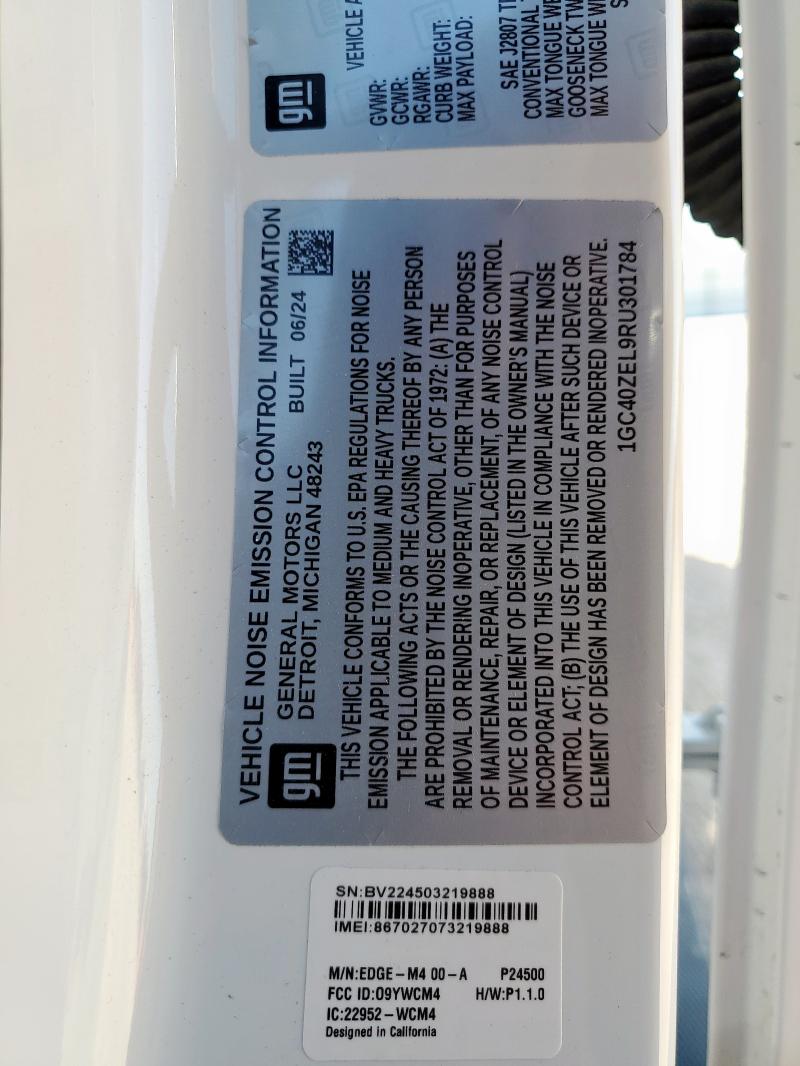 gm
VEHICLE
GVWR:
GCWR:
RGAWR:
CURB WEIGHT:
MAX PAYLOAD:
SAE J2807
CONVENTIONAL
MAX TONGUE
GOOSENECK
MAX TONGUE
VEHICLE NOISE EMISSION CONTROL INFORMATION
gm
GENERAL MOTORS LLC
DETROIT, MICHIGAN 48243
BUILT 06/24
THIS VEHICLE CONFORMS TO U.S. EPA REGULATIONS FOR NOISE
EMISSION APPLICABLE TO MEDIUM AND HEAVY TRUCKS.
THE FOLLOWING ACTS OR THE CAUSING THEREOF BY ANY PERSON
ARE PROHIBITED BY THE NOISE CONTROL ACT OF 1972: (A) THE
REMOVAL OR RENDERING INOPERATIVE, OTHER THAN FOR PURPOSES
OF MAINTENANCE, REPAIR, OR REPLACEMENT, OF ANY NOISE CONTROL
DEVICE OR ELEMENT OF DESIGN (LISTED IN THE OWNER'S MANUAL)
INCORPORATED INTO THIS VEHICLE IN COMPLIANCE WITH THE NOISE
CONTROL ACT; (B) THE USE OF THIS VEHICLE AFTER SUCH DEVICE OR
ELEMENT OF DESIGN HAS BEEN REMOVED OR RENDERED INOPERATIVE.
1GC40ZEL9RU301784
SN:BV224503219888
IMEI:867027073219888
M/N:EDGE-M4 00-A P24500
FCC ID:O9YWCM4 H/W:P1.1.0
IC:22952-WCM4
Designed in California